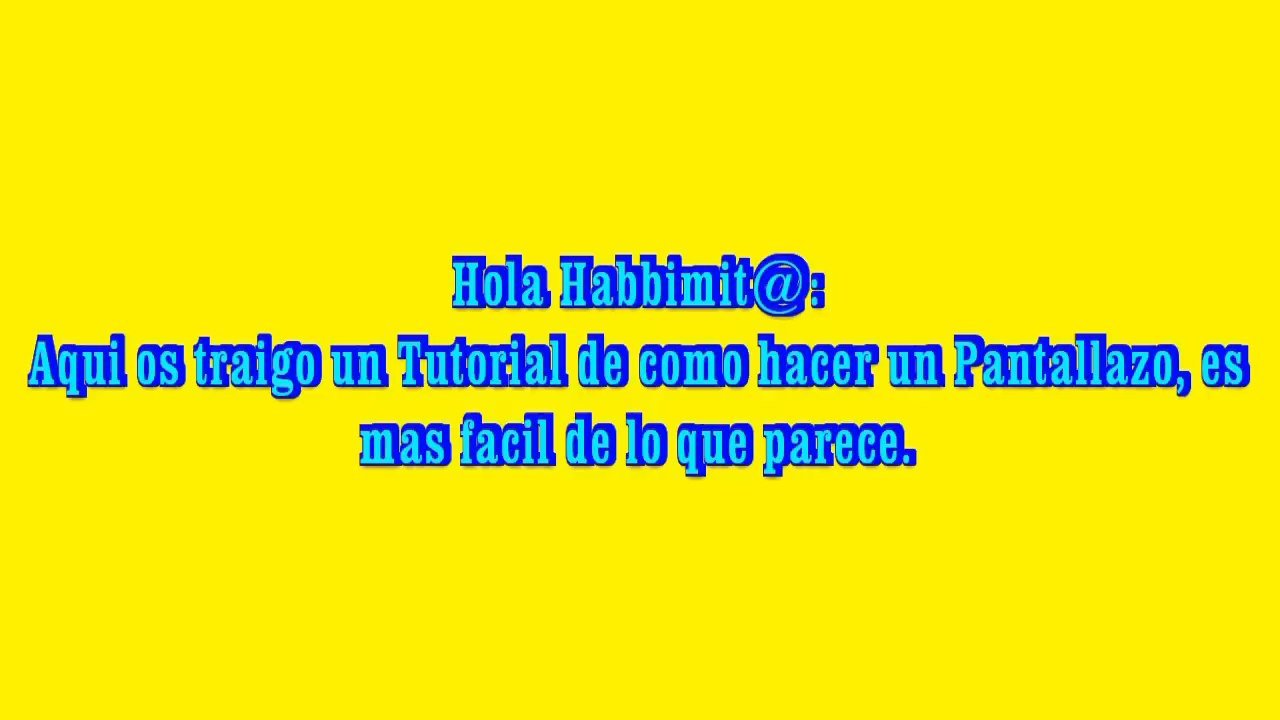 Hola Habbimit@:
Aqui os traigo un Tutorial de como hacer un Pantallazo, es
mas facil de lo que parece.